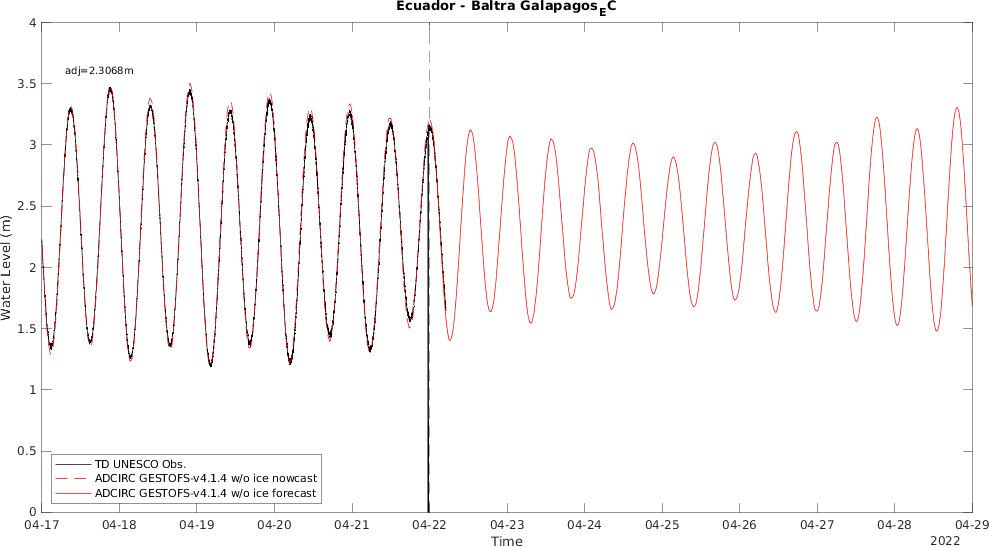 Ecuador - Baltra Galapagos_EC
adj=2.3068m
4
3.5
3
2.5
2
1.5
1
0.5
0
Water Level (m)
TD UNESCO Obs.
ADCIRC GESTOFS-v4.1.4 w/o ice nowcast
ADCIRC GESTOFS-v4.1.4 w/o ice forecast
04-17 04-18 04-19 04-20 04-21 04-22 04-23 04-24 04-25 04-26 04-27 04-28 04-29
Time
2022